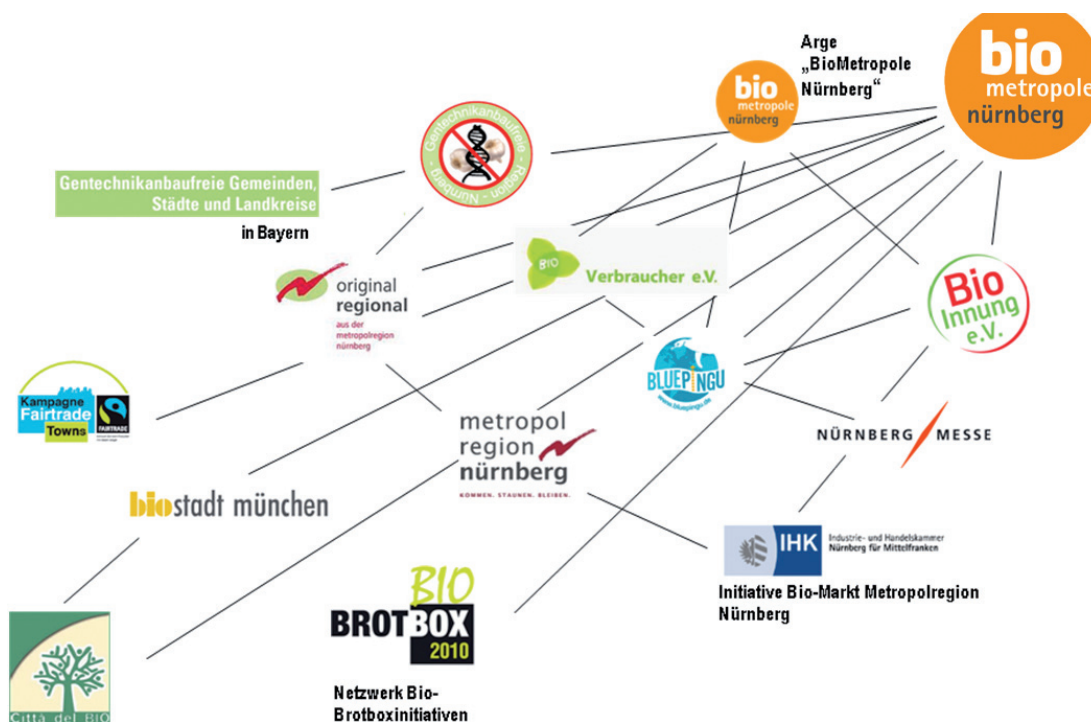 Arge
„BioMetropole
Nürnberg“
bio
metropole
nürnberg
bio
metropole
nürnberg
Gentechnikanbaufreie - Region - Nürnberg -
Gentechnikanbaufreie Gemeinden,
Städte und Landkreise
in Bayern
original
regional
aus der
metropolregion
nürnberg
BIO
Verbraucher e.V.
Bio
Innung
e.V.
BLUEPINGU
www.bluepingu.de
Kampagne
Fairtrade
Towns
FAIRTRADE
metropol
region
nürnberg
KOMMEN. STAUNEN. BLEIBEN.
NÜRNBERG MESSE
biostadt münchen
IHK
Industrie- und Handelskammer
Nürnberg für Mittelfranken
Initiative Bio-Markt Metropolregion
Nürnberg
BIO
BROTBOX
2010
Netzwerk Bio-
Brotboxinitiativen
Città del BIO